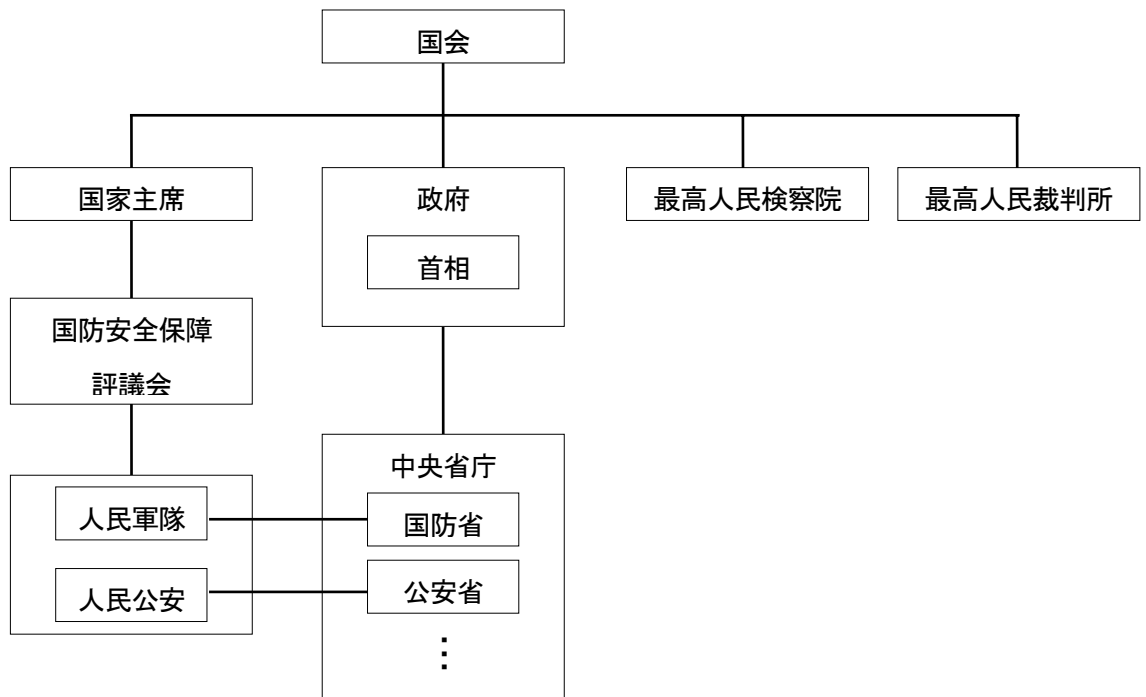 国会
国家主席
政府
最高人民検察院
最高人民裁判所
首相
国防安全保障
評議会
中央省庁
人民軍隊
国防省
人民公安
公安省
⋮